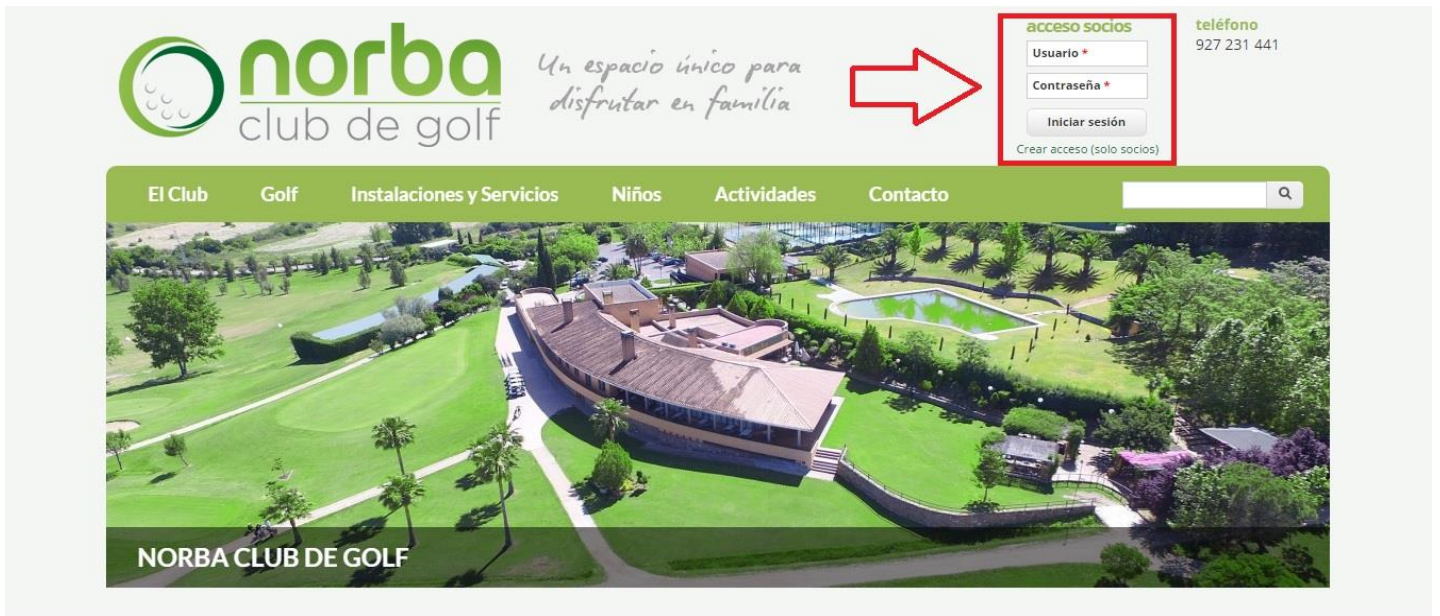 norba
club de golf
Un espacio único para
disfrutar en familia
acceso socios
Usuario *
Contraseña *
Iniciar sesión
Crear acceso (solo socios)
teléfono
927 231 441
El Club Golf Instalaciones y Servicios Niños Actividades Contacto
NORBA CLUB DE GOLF